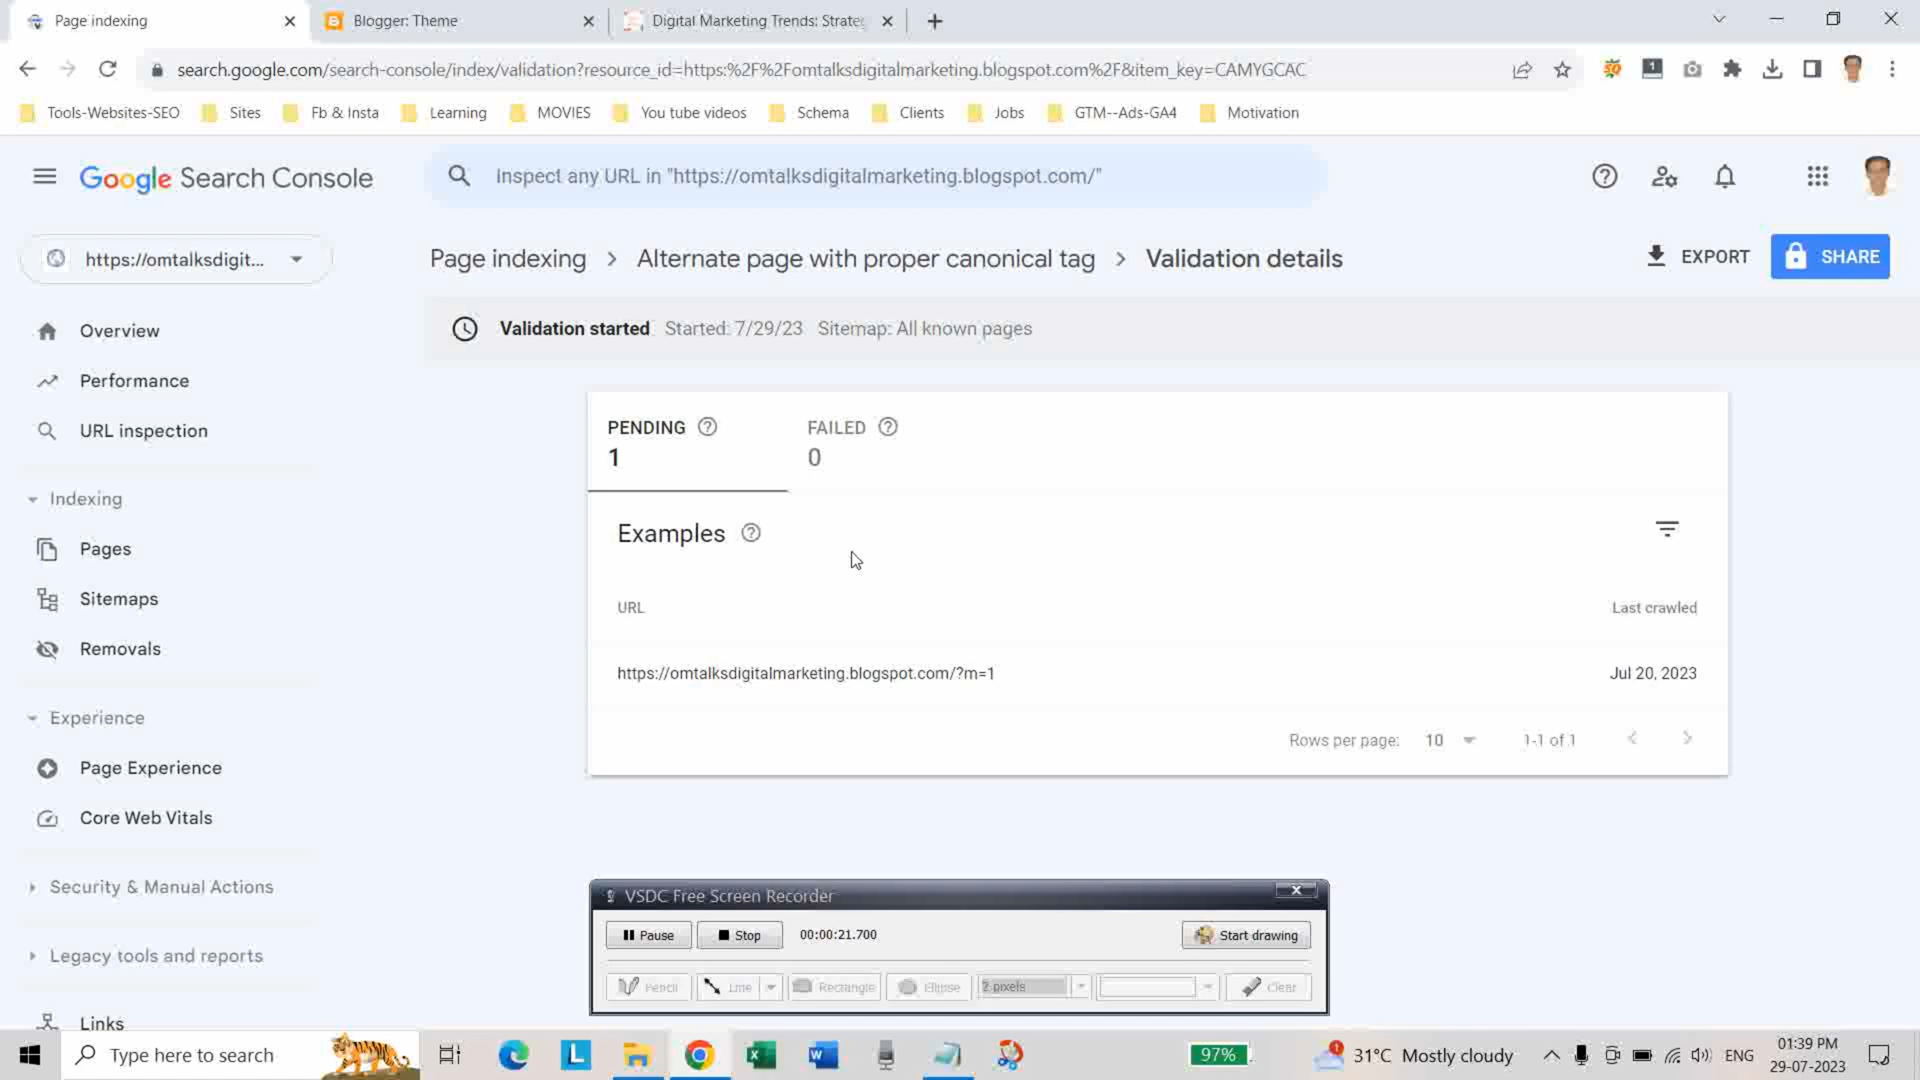 Page indexing
Blogger: Theme
Digital Marketing Trends: Strateg
search.google.com/search-console/index/validation?resource_id=https:%2F%2Fomtalksdigitalmarketing.blogspot.com%2F&item_key=CAMYGCAC
Tools-Websites-SEO
Sites
Fb & Insta
Learning
MOVIES
You tube videos
Schema
Clients
Jobs
GTM--Ads-GA4
Motivation
Google Search Console
Inspect any URL in "https://omtalksdigitalmarketing.blogspot.com/"
https://omtalksdigit...
Page indexing > Alternate page with proper canonical tag > Validation details
EXPORT
SHARE
Validation started Started: 7/29/23 Sitemap: All known pages
Overview
Performance
URL inspection
Indexing
Pages
Sitemaps
Removals
Experience
Page Experience
Core Web Vitals
Security & Manual Actions
Legacy tools and reports
Links
PENDING
1
FAILED
0
Examples
URL
Last crawled
https://omtalksdigitalmarketing.blogspot.com/?m=1
Jul 20, 2023
Rows per page: 10
1-1 of 1
VSDC Free Screen Recorder
Pause
Stop
00:00:21.700
Start drawing
Pencil
Line
Rectangle
Ellipse
2 pixels
Clear
Type here to search
97%
31°C Mostly cloudy
ENG
01:39 PM
29-07-2023